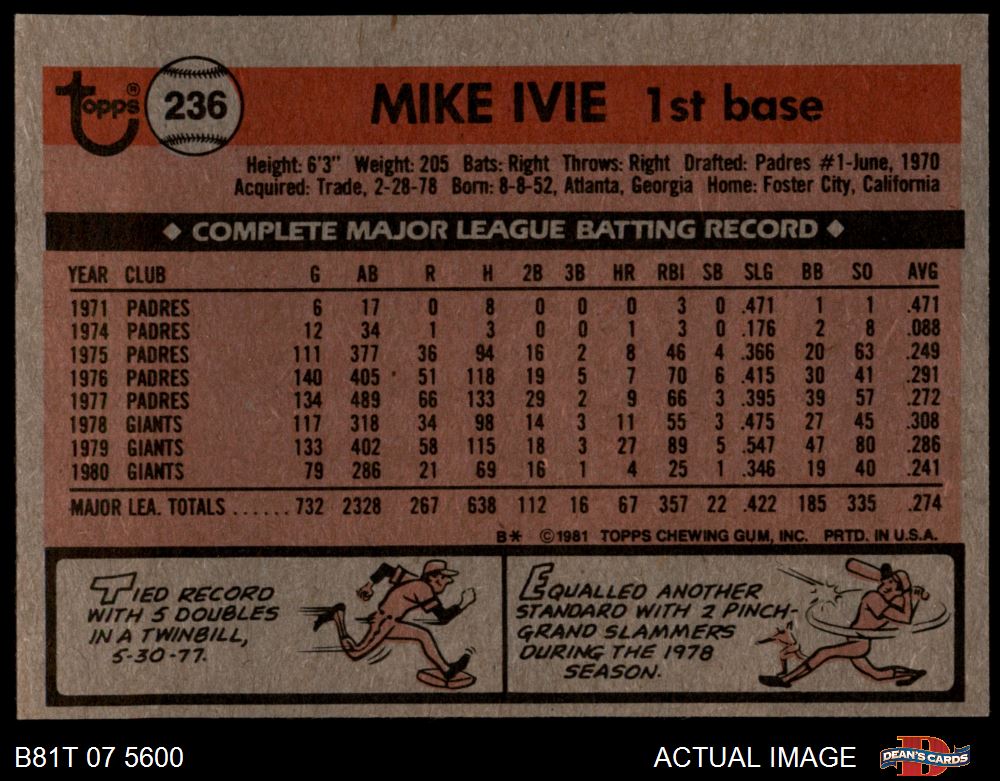 topps ® 236 MIKE IVIE 1st base
Height: 6'3" Weight: 205 Bats: Right Throws: Right Drafted: Padres #1-June, 1970
Acquired: Trade, 2-28-78 Born: 8-8-52, Atlanta, Georgia Home: Foster City, California
◆ COMPLETE MAJOR LEAGUE BATTING RECORD ◆
YEAR CLUB G AB R H 2B 3B HR RBI SB SLG BB SO AVG
1971 PADRES 6 17 0 8 0 0 0 3 0 .471 1 1 .471
1974 PADRES 12 34 1 3 0 0 1 3 0 .176 2 8 .088
1975 PADRES 111 377 36 94 16 2 8 46 4 .366 20 63 .249
1976 PADRES 140 405 51 118 19 5 7 70 6 .415 30 41 .291
1977 PADRES 134 489 66 133 29 2 9 66 3 .395 39 57 .272
1978 GIANTS 117 318 34 98 14 3 11 55 3 .475 27 45 .308
1979 GIANTS 133 402 58 115 18 3 27 89 5 .547 47 80 .286
1980 GIANTS 79 286 21 69 16 1 4 25 1 .346 19 40 .241
MAJOR LEA. TOTALS ...... 732 2328 267 638 112 16 67 357 22 .422 185 335 .274
B* ©1981 TOPPS CHEWING GUM, INC. PRTD. IN U.S.A.
TIED RECORD
WITH 5 DOUBLES
IN A TWINBILL,
5-30-77.
EQUALLED ANOTHER
STANDARD WITH 2 PINCH-
GRAND SLAMMERS
DURING THE 1978
SEASON.
B81T 07 5600 ACTUAL IMAGE DEAN'S CARDS